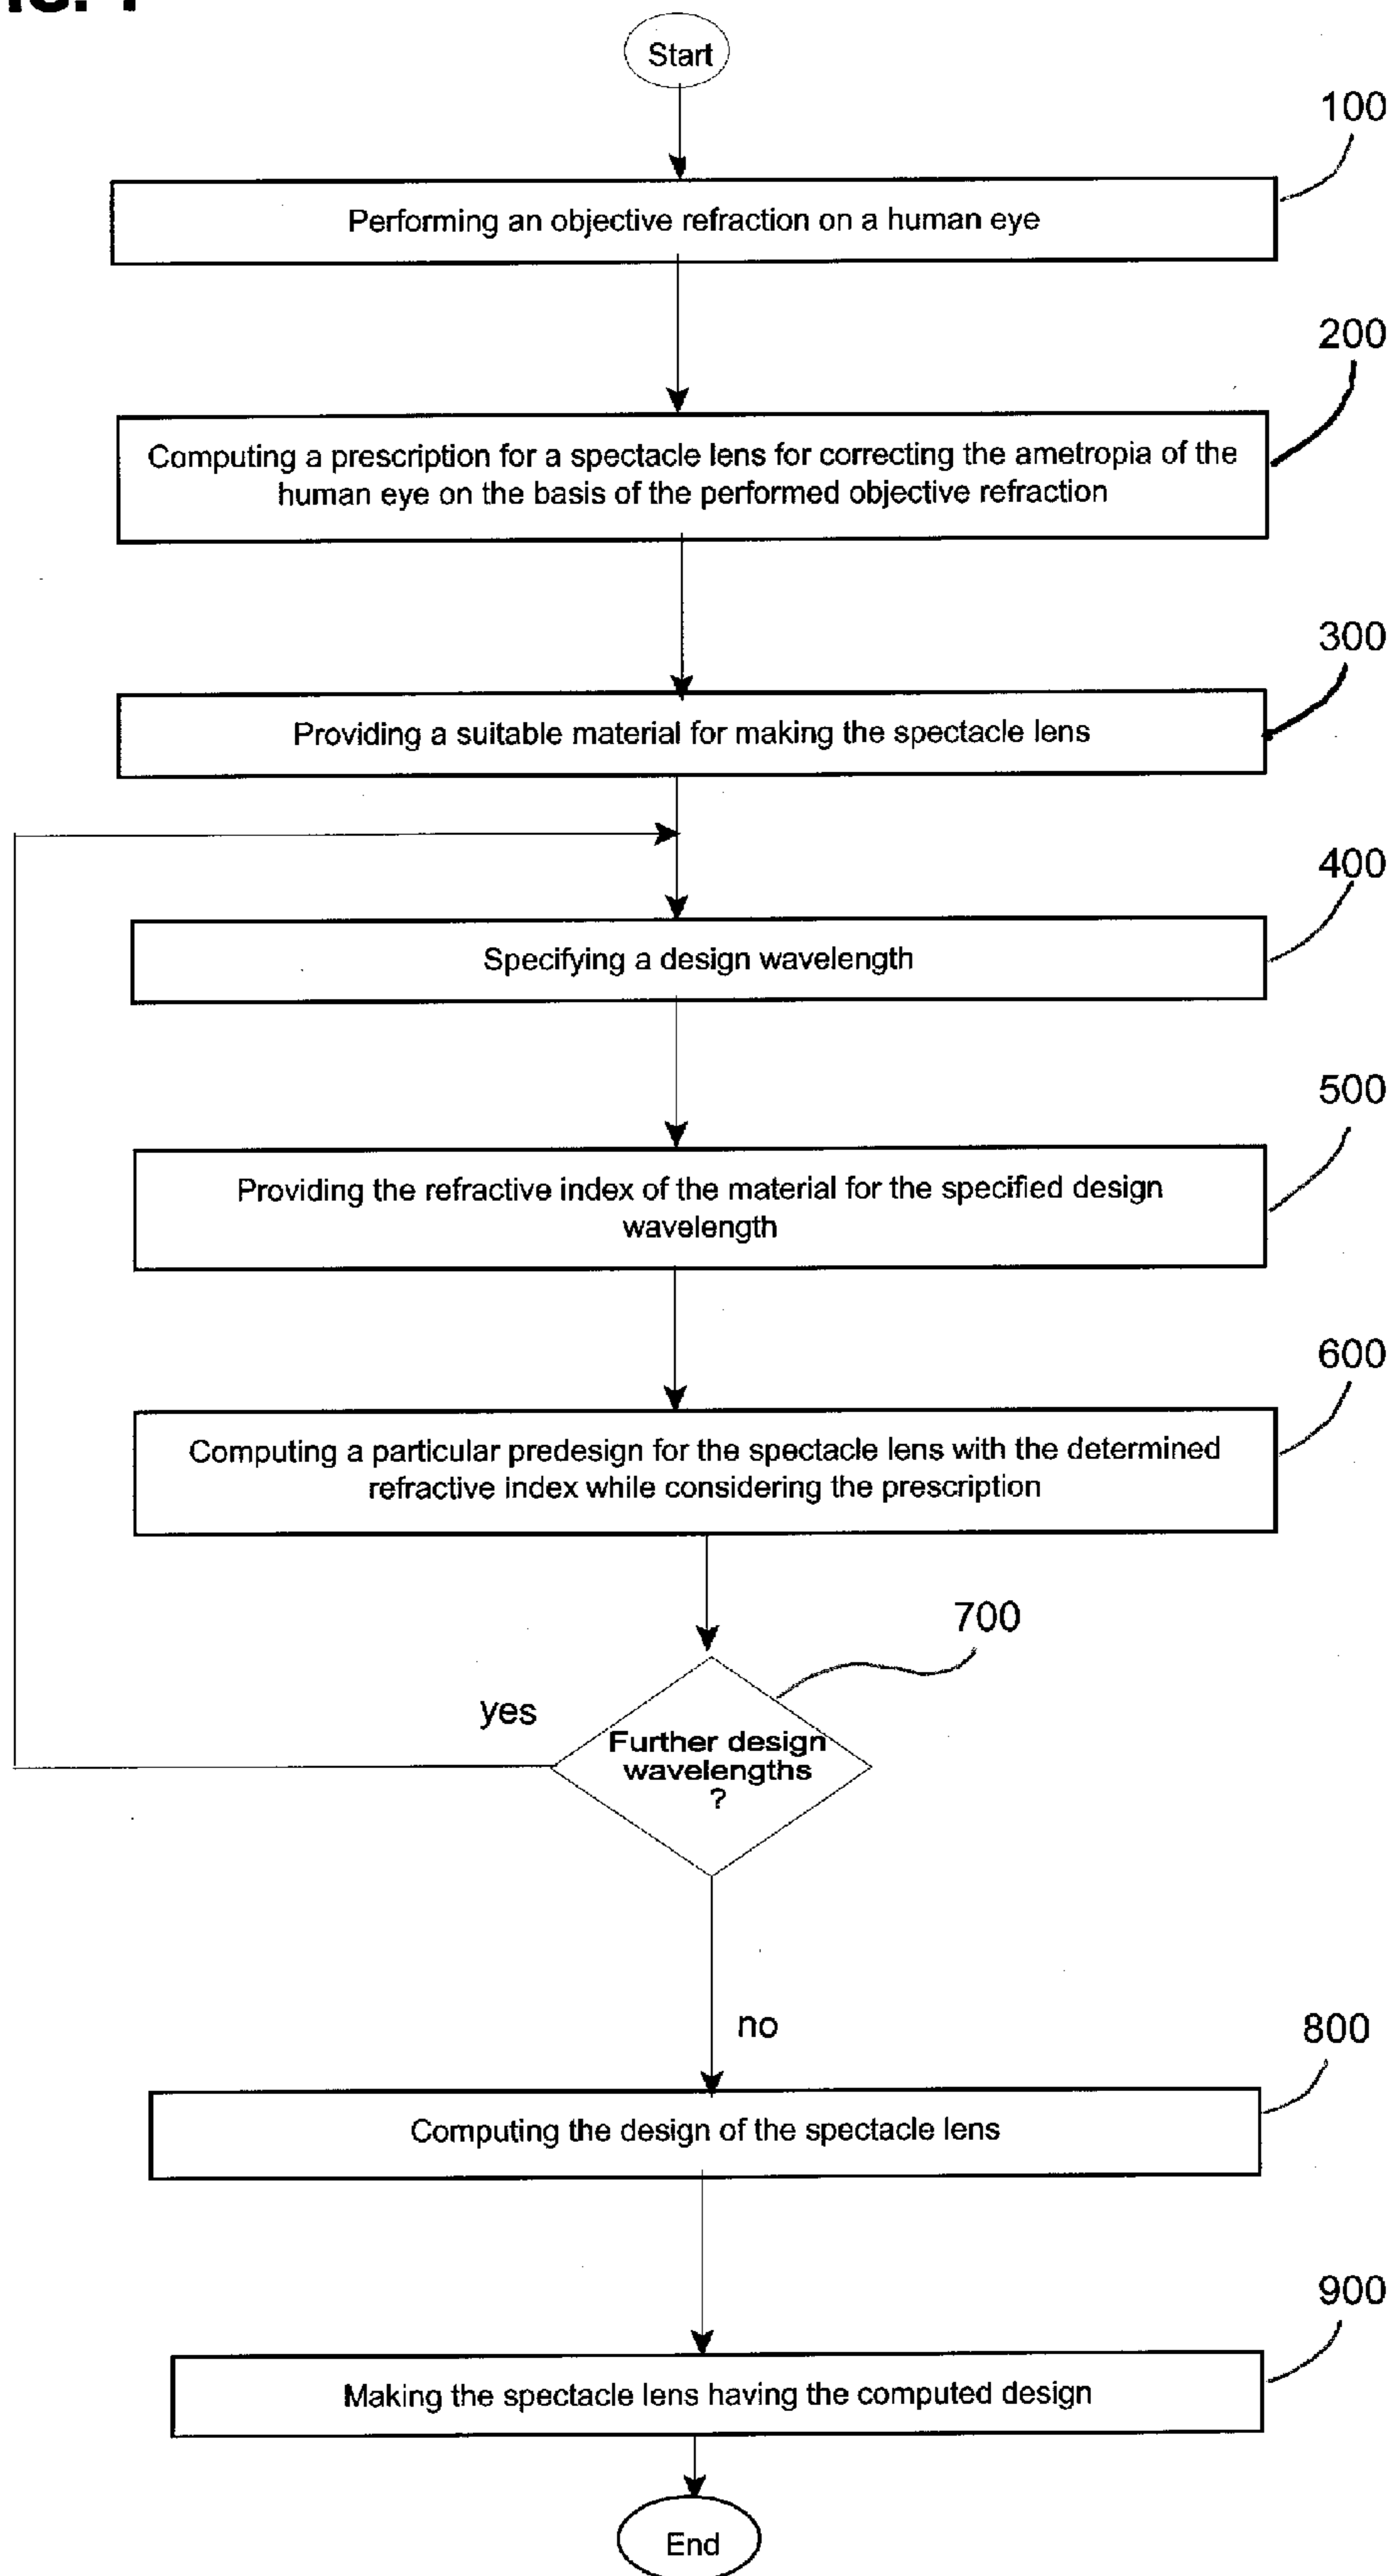 Start
100
Performing an objective refraction on a human eye
200
Computing a prescription for a spectacle lens for correcting the ametropia of the
human eye on the basis of the performed objective refraction
300
Providing a suitable material for making the spectacle lens
400
Specifying a design wavelength
500
Providing the refractive index of the material for the specified design
wavelength
600
Computing a particular predesign for the spectacle lens with the determined
refractive index while considering the prescription
700
yes
Further design
wavelengths
?
no
800
Computing the design of the spectacle lens
900
Making the spectacle lens having the computed design
End